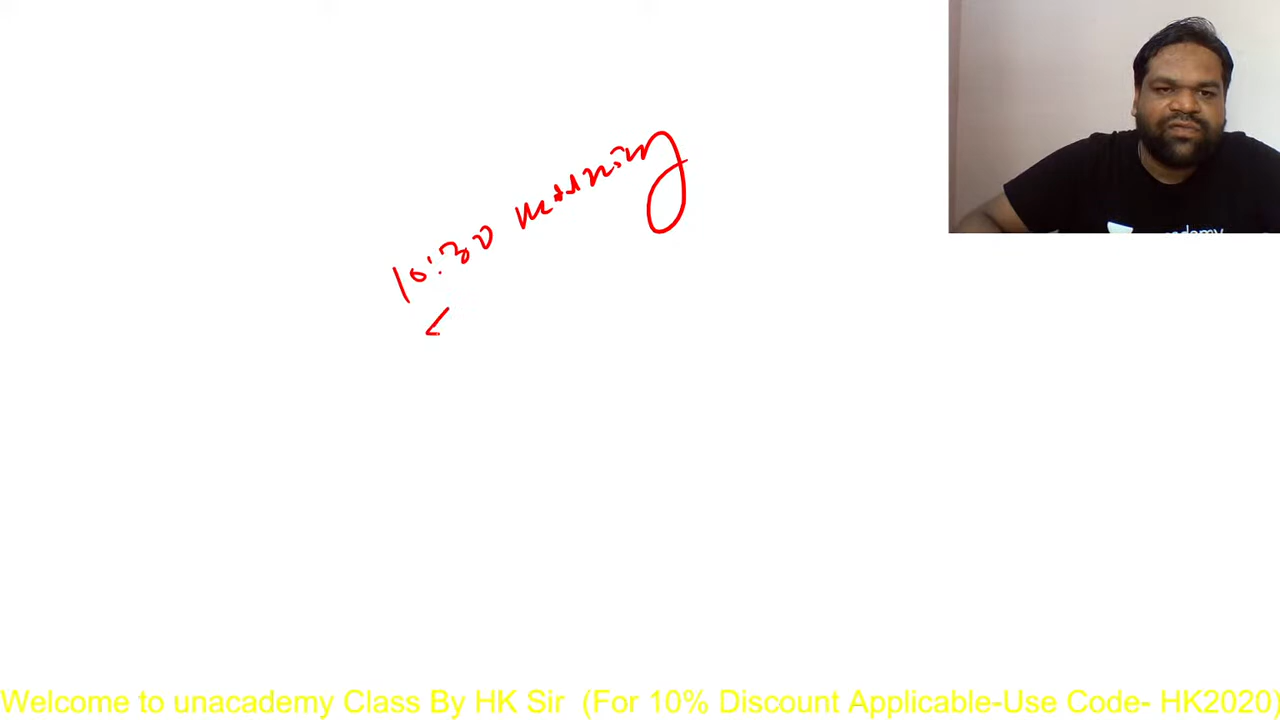 10:30 morning
Welcome to unacademy Class By HK Sir (For 10% Discount Applicable-Use Code- HK2020)